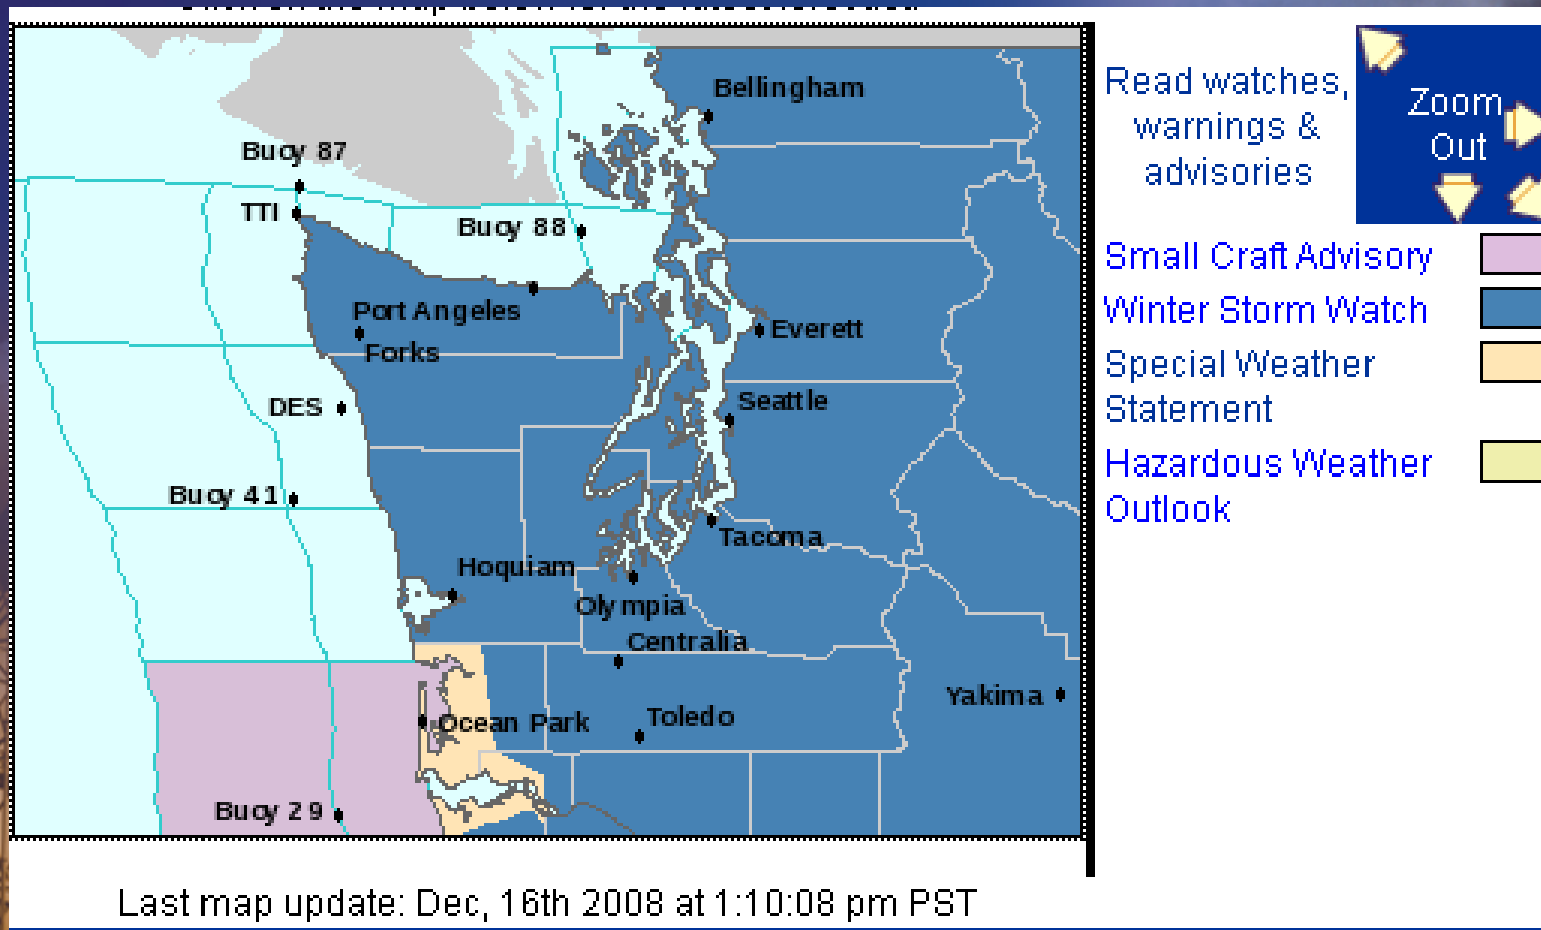 Bellingham
Buoy 87
TTI
Buoy 88
Port Angeles
Forks
Everett
DES
Seattle
Buoy 41
Tacoma
Hoquiam
Olympia
Centralia
Yakima
Ocean Park
Toledo
Buoy 29
Read watches,
warnings &
advisories
Zoom
Out
Small Craft Advisory
Winter Storm Watch
Special Weather
Statement
Hazardous Weather
Outlook
Last map update: Dec, 16th 2008 at 1:10:08 pm PST